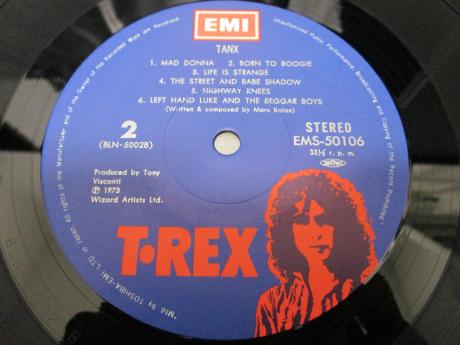 EMI
TANX
1. MAD DONNA 2. BORN TO BOOGIE
3. LIFE IS STRANGE
4. THE STREET AND BABE SHADOW
5. HIGHWAY KNEES
6. LEFT HAND LUKE AND THE BEGGAR BOYS
(Written & composed by Marc Bolan)
2
(BLN-5002B)
STEREO
EMS-50106
33⅓ r. p. m.
Produced by Tony
Visconti
Ⓟ 1973
Wizard Artists Ltd.
T•REX
Mfd by TOSHIBA-EMI LTD in Japan All rights of the Manufacturer and of the Owner of the Recorded Work are reserved. Unauthorized Public Performance, Broadcasting and Copying of the Record Prohibited.